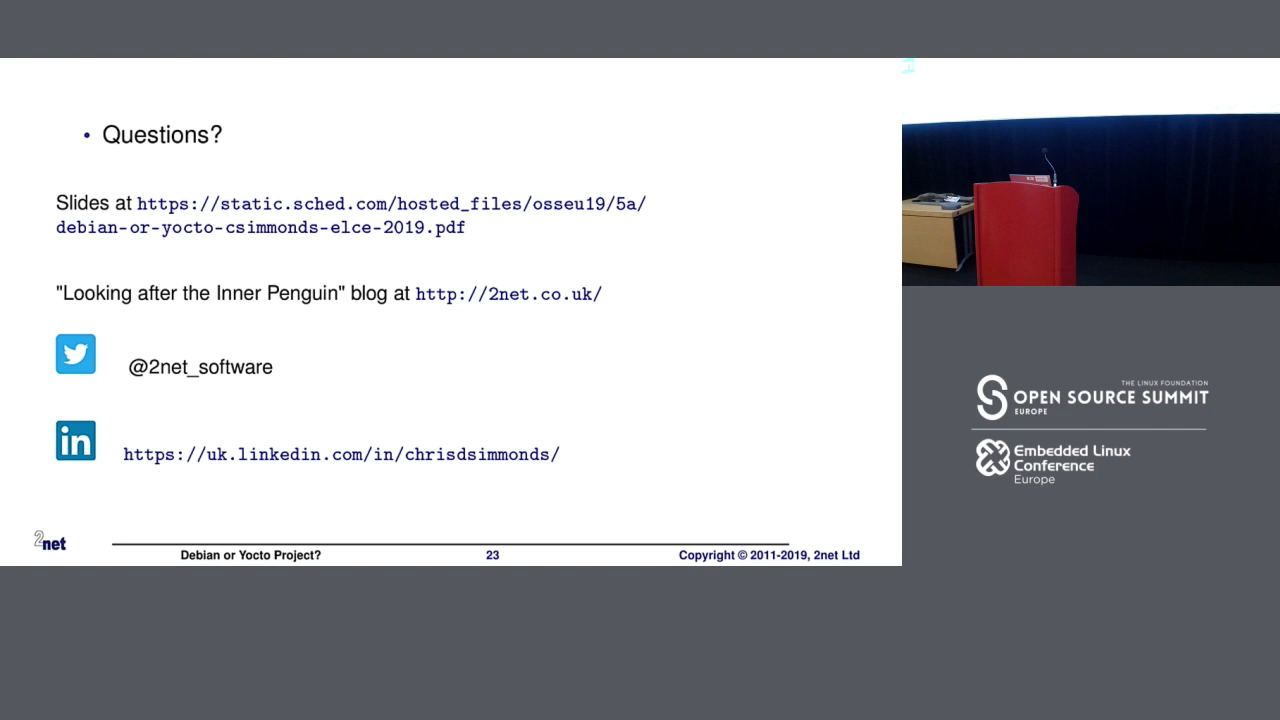 • Questions?
Slides at https://static.sched.com/hosted_files/osseu19/5a/
debian-or-yocto-csimmonds-elce-2019.pdf
"Looking after the Inner Penguin" blog at http://2net.co.uk/
@2net_software
in
https://uk.linkedin.com/in/chrisdsimmonds/
2net
Debian or Yocto Project?
23
Copyright © 2011-2019, 2net Ltd
THE LINUX FOUNDATION
OPEN SOURCE SUMMIT
EUROPE
Embedded Linux
Conference
Europe